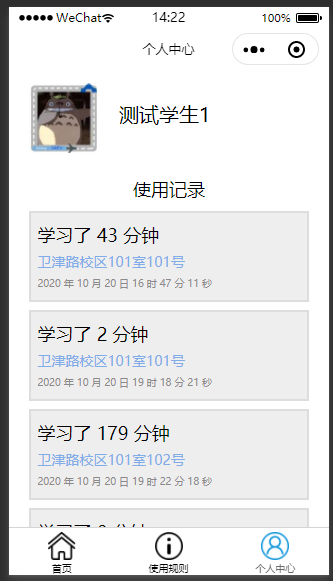 WeChat 14:22 100%
个人中心
测试学生1
使用记录
学习了 43 分钟
卫津路校区101室101号
2020 年 10 月 20 日 16 时 47 分 11 秒
学习了 2 分钟
卫津路校区101室101号
2020 年 10 月 20 日 19 时 18 分 21 秒
学习了 179 分钟
卫津路校区101室102号
2020 年 10 月 20 日 19 时 22 分 18 秒
学习了
分钟
首页 使用规则 个人中心